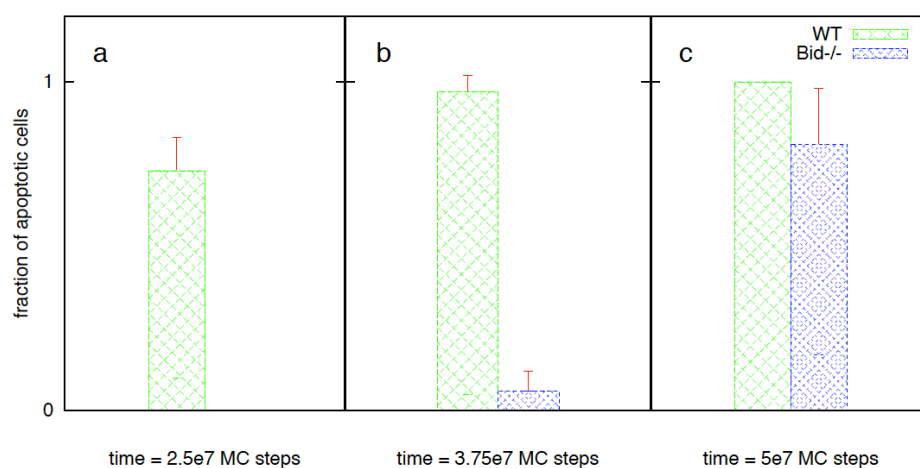 a
b
c
WT
Bid-/-
1
fraction of apoptotic cells
0
time = 2.5e7 MC steps
time = 3.75e7 MC steps
time = 5e7 MC steps